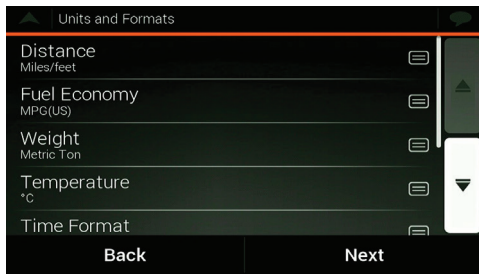 Units and Formats
Distance
Miles/feet
Fuel Economy
MPG(US)
Weight
Metric Ton
Temperature
°C
Time Format
Back
Next